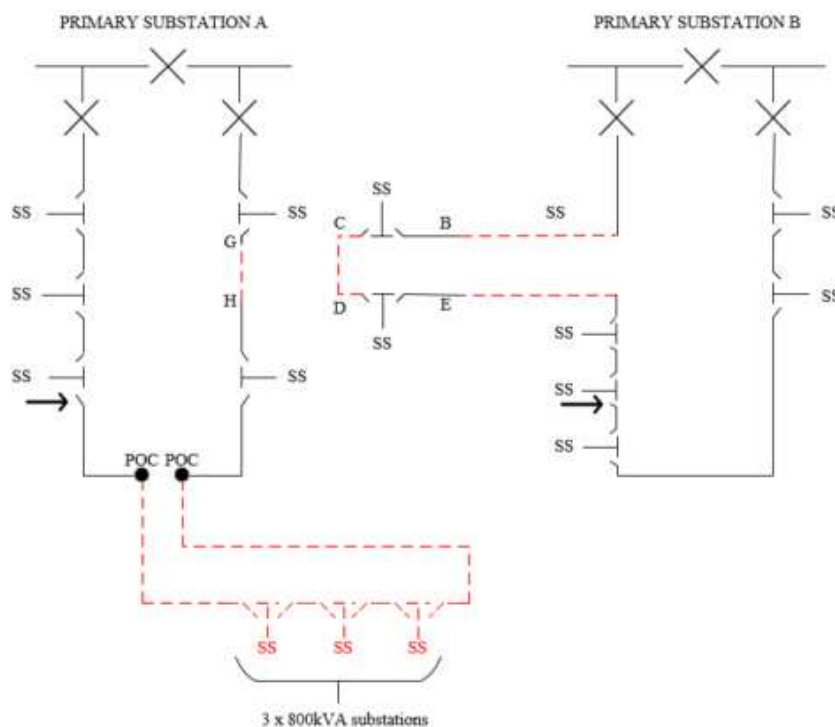 PRIMARY SUBSTATION A
PRIMARY SUBSTATION B
SS
SS
SS
SS
SS
C
B
G
SS
SS
H
D
E
SS
SS
SS
SS
SS
SS
POC POC
SS
SS
SS
3 x 800kVA substations